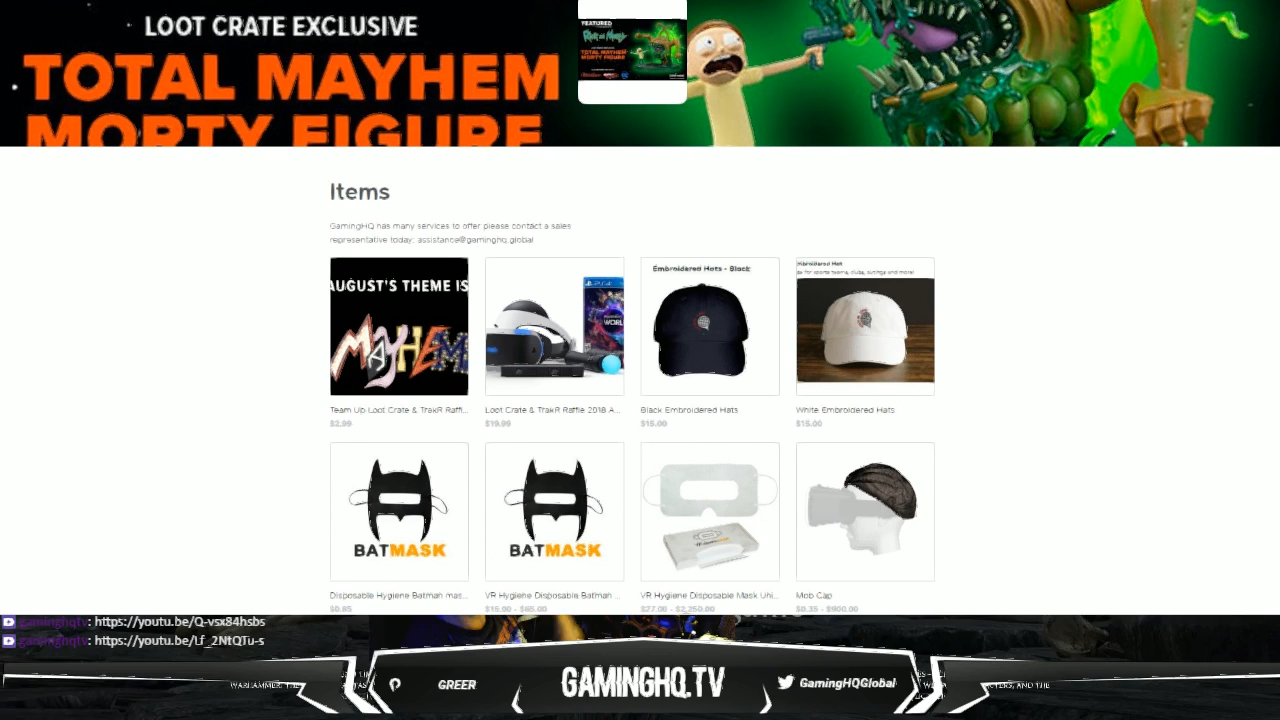 LOOT CRATE EXCLUSIVE
TOTAL MAYHEM
MORTY FIGURE
FEATURED
Items
GamingHQ has many services to offer please contact a sales
representative today: assistance@gaminghq.global
AUGUST'S THEME IS
MAYHEM
Embroidered Hats - Black
Embroidered Hat
Team Up Loot Crate & TrakR Raffl...
$2.99
Loot Crate & TrakR Raffle 2018 A...
$19.99
Black Embroidered Hats
$15.00
White Embroidered Hats
$15.00
BATMASK
BATMASK
Disposable Hygiene Batman mas...
$0.85
VR Hygiene Disposable Batman ...
$15.00 - $65.00
VR Hygiene Disposable Mask Uni...
$27.00 - $2,250.00
Mob Cap
$0.35 - $900.00
gaminghqtv: https://youtu.be/Q-vsx84hsbs
gaminghqtv: https://youtu.be/Lf_2NtQTu-s
GREER
GAMINGHQ.TV
GamingHQGlobal